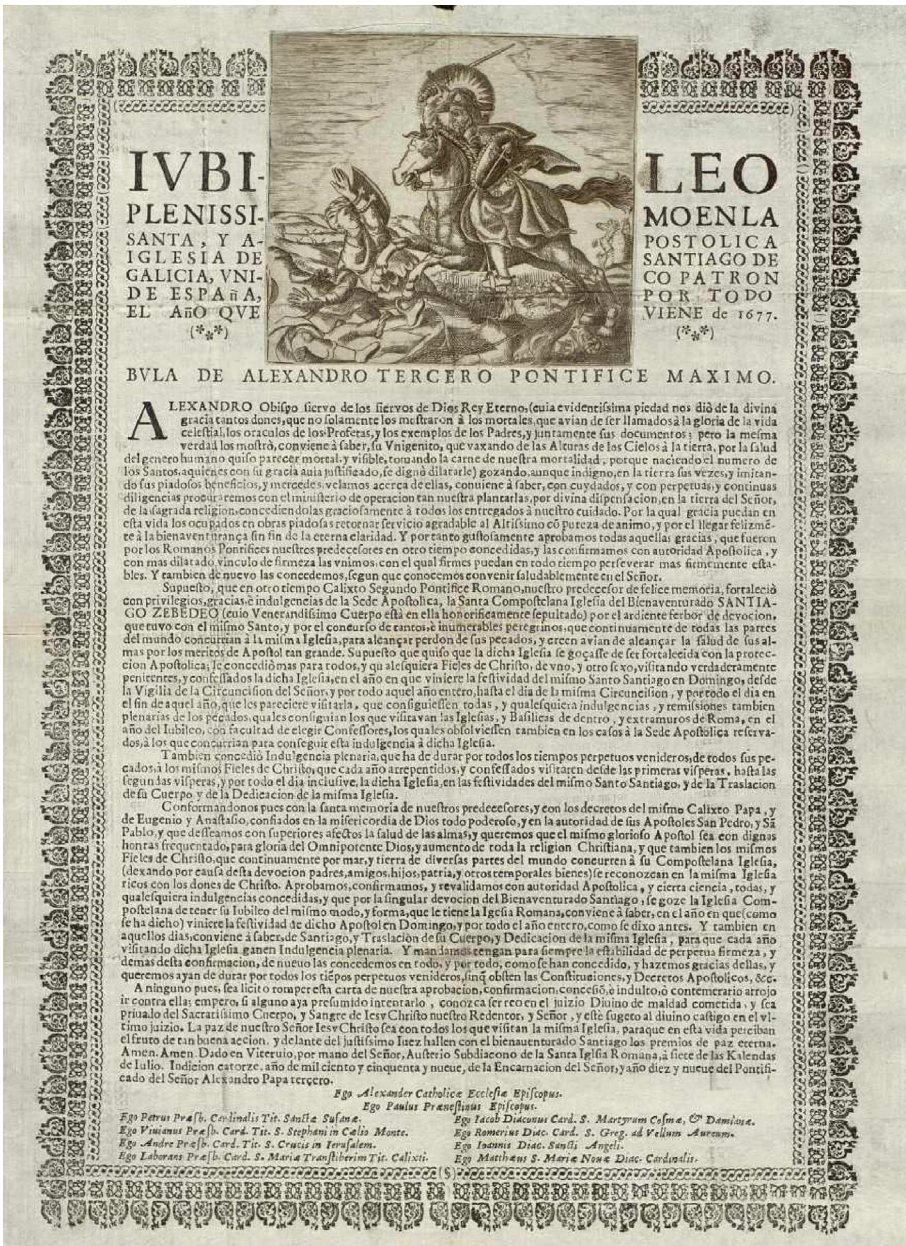 IVBI- LEO
PLENISSI- MO EN LA
SANTA, Y A- POSTOLICA
IGLESIA DE SANTIAGO DE
GALICIA, VNI- CO PATRON
DE ESPAñA, POR TODO
EL AñO QVE VIENE de 1677.
BVLA DE ALEXANDRO TERCERO PONTIFICE MAXIMO.
ALEXANDRO Obispo siervo de los siervos de Dios Rey Eterno, (cuia evidentissima piedad nos diò de la divina
gracia tantos dones, que no solamente los mostraron à los mortales, que avian de ser llamados à la gloria de la vida
celestial, los oraculos de los Profetas, y los exemplos de los Padres, y juntamente sus documentos; pero la mesma
verdad los mostrò, conviene à saber, su Vnigenito, que vaxando de las Alturas de los Cielos à la tierra, por la salud
del genero humano quiso parecer mortal, y visible, tomando la carne de nuestra mortalidad, porque naciendo el numero de
los Santos, aquienes con su gracia auia justificado, se dignò dilatarle) gozando, aunque indigno, en la tierra sus vezes, y imitan-
do sus piadosos beneficios, y mercedes, velamos acerca de ellas, conuiene à saber, con cuydados, y con perpetuas, y continuas
diligencias procuraremos con el ministerio de operacion tan nuestra plantarlas, por divina dispensacion, en la tierra del Señor,
de la sagrada religion, concediendolas graciosamente à todos los entregados à nuestro cuidado. Por la qual gracia puedan en
esta vida los ocupados en obras piadosas retornar servicio agradable al Altissimo cõ pureza de animo, y por el llegar felizmẽ-
te à la bienaventurança sin fin de la eterna claridad. Y por tanto gustosamente aprobamos todas aquellas gracias, que fueron
por los Romanos Pontifices nuestros predecesores en otro tiempo concedidas, y las confirmamos con autoridad Apostolica, y
con mas dilatado, vinculo de firmeza las vnimos, con el qual firmes puedan en todo tiempo perseverar mas firmemente esta-
bles. Y tambien de nuevo las concedemos, segun que conocemos convenir saludablemente en el Señor.
Supuesto, que en otro tiempo Calixto Segundo Pontifice Romano, nuestro predecesor de felice memoria, fortaleciò
con privilegios, gracias, è indulgencias de la Sede Apostolica, la Santa Compostelana Iglesia del Bienaventurado SANTIA-
GO ZEBEDEO (cuio Venerandissimo Cuerpo està en ella honorificamente sepultado) por el ardiente ferbor de devocion,
que tuvo con el mismo Santo, y por el concurso de tantos, è inumerables peregrinos, que continuamente de todas las partes
del mundo concurrian à la misma Iglesia, para alcançar perdon de sus pecados, y creen avian de alcançar la salud de sus al-
mas por los meritos de Apostol tan grande. Supuesto que quiso que la dicha Iglesia se goçasse de ser fortalecida con la protec-
cion Apostolica; le concediò mas para todos, y qualesquiera Fieles de Christo, de vno, y otro sexo, visitando verdaderamente
penitentes, y confessados la dicha Iglesia, en el año en que viniere la festividad del mismo Santo Santiago en Domingo, desde
la Vigilia de la Circuncision del Señor, y por todo aquel año entero, hasta el dia de la misma Circuncision, y por todo el dia en
el fin de aquel año, que les pareciere visitarla, que consiguiessen todas, y qualesquiera indulgencias, y remissiones tambien
plenarias de los pecados, quales consiguian los que visitavan las Iglesias, y Basilicas de dentro, y extramuros de Roma, en el
año del Iubileo, con facultad de elegir Confessores, los quales obsolviessen tambien en los casos à la Sede Apostolica reserva-
dos, à los que concurrian para conseguir esta indulgencia à dicha Iglesia.
Tambien concediò Indulgencia plenaria, que ha de durar por todos los tiempos perpetuos venideros, de todos sus pe-
cados, à los mismos Fieles de Christo, que cada año arrepentidos, y confessados visitaren desde las primeras visperas, hasta las
segundas visperas, y por todo el dia inclusive, la dicha Iglesia, en las festividades del mismo Santo Santiago, y de la Traslacion
de su Cuerpo, y de la Dedicacion de la misma Iglesia.
Conformandonos pues con la santa memoria de nuestros predecesores, y con los decretos del mismo Calixto Papa, y
de Eugenio y Anastasio, confiados en la misericordia de Dios todo poderoso, y en la autoridad de sus Apostoles San Pedro, y Sã
Pablo, y que desseamos con superiores afectos la salud de las almas, y queremos que el mismo glorioso Apostol sea con dignas
honras frequentado, para gloria del Omnipotente Dios, y aumento de toda la religion Christiana, y que tambien los mismos
Fieles de Christo, que continuamente por mar, y tierra de diversas partes del mundo concurren à su Compostelana Iglesia,
(dexando por causa desta devocion padres, amigos, hijos, patria, y otros temporales bienes) se reconozcan en la misma Iglesia
ricos con los dones de Christo. Aprobamos, confirmamos, y revalidamos con autoridad Apostolica, y cierta ciencia, todas, y
qualesquiera indulgencias concedidas, y que por la singular devocion del Bienaventurado Santiago, se goze la Iglesia Com-
postelana de tener su Iubileo del mismo modo, y forma, que le tiene la Igesia Romana, conviene à saber, en el año en que (como
se ha dicho) viniere la festividad de dicho Apostol en Domingo, y por todo el año entero, como se dixo antes. Y tambien en
aquellos dias, conviene à saber, de Santiago, y Traslacion de su Cuerpo, y Dedicacion de la misma Iglesia, para que cada año
visitando dicha Iglesia ganen Indulgencia plenaria. Y mandamos tengan para siempre la estabilidad de perpetua firmeza, y
demas desta confirmacion, de nueuo las concedemos en todo, y por todo, como se han concedido, y hazemos gracias dellas, y
queremos ayan de durar por todos los tiẽpos perpetuos venideros, sinq̃ obsten las Constituciones, y Decretos Apostolicos, &c.
A ninguno pues, sea licito romper esta carta de nuestra aprobacion, confirmacion, concesiõ, è indulto, ò contemerario arrojo
ir contra ella; empero, si alguno aya presumido intentarlo, conozca ser reo en el juizio Diuino de maldad cometida, y sea
priuado del Sacratissimo Cuerpo, y Sangre de Iesv Christo nuestro Redentor, y Señor, y estè sugeto al diuino castigo en el vl-
timo juizio. La paz de nuestro Señor Iesv Christo sea con todos los que visitan la misma Iglesia, paraque en esta vida perciban
el fruto de tan buena accion, y delante del justissimo Iuez hallen con el bienaventurado Santiago los premios de paz eterna.
Amen. Amen. Dado en Viteruio, por mano del Señor, Austerio Subdiacono de la Santa Iglsia Romana, à siete de las Kalendas
de Iulio. Indicion catorze, año de mil ciento y cinquenta y nueue, de la Encarnacion del Señor, y año diez y nueue del Pontifi-
cado del Señor Alexandro Papa tercero.
Ego Alexander Catholicæ Ecclesiæ Episcopus.
Ego Paulus Prænestinus Episcopus.
Ego Petrus Præsb. Cardinalis Tit. Sanctæ Susanæ.
Ego Viuianus Præsb. Card. Tit. S. Stephani in Cælio Monte.
Ego Andre Præsb. Card. Tit. S. Crucis in Ierusalem.
Ego Laborans Præsb. Card. S. Mariæ Transtiberim Tit. Calixti.
Ego Iacob Diaconus Card. S. Martyrum Cosmæ, & Damianæ.
Ego Romerius Diac. Card. S. Greg. ad Vellum Aureum.
Ego Ioannis Diac. Sancti Angeli.
Ego Matthæus S. Mariæ Nouæ Diac. Cardinalis.